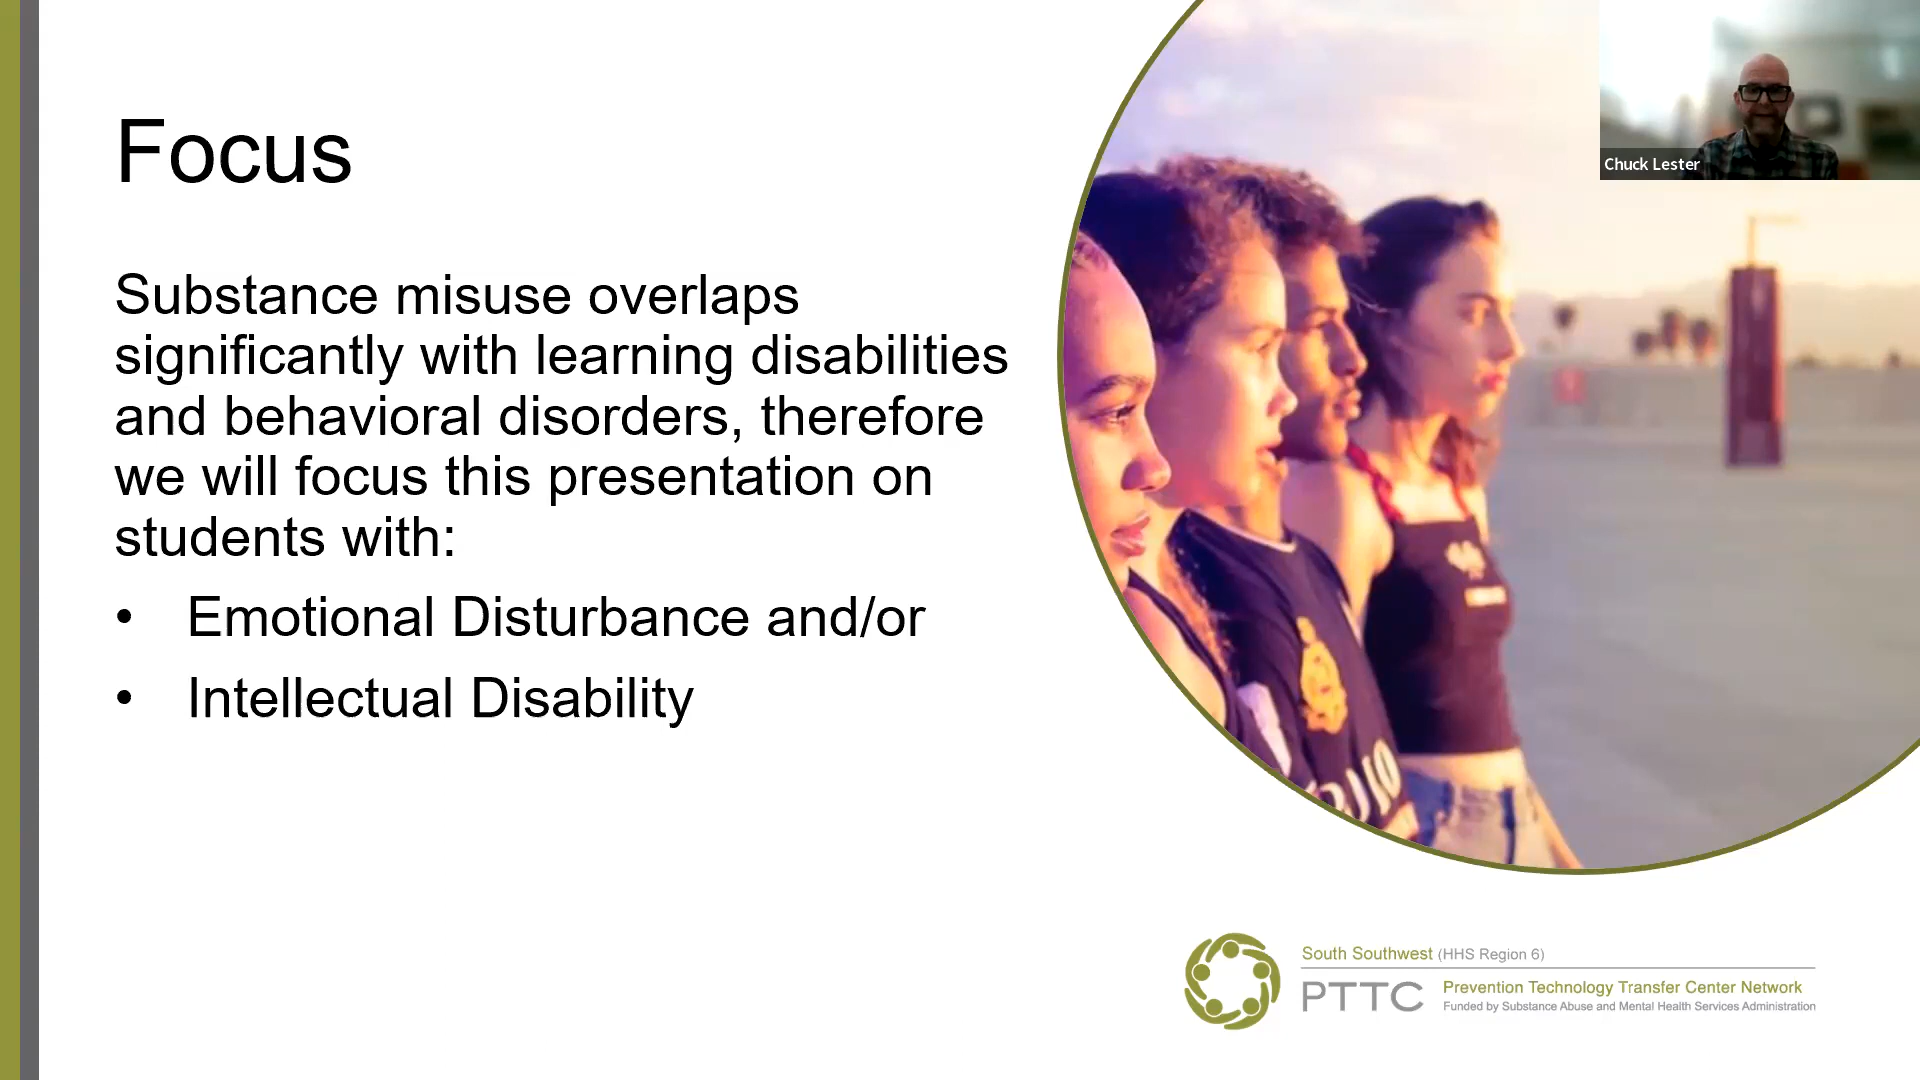 Focus
Substance misuse overlaps
significantly with learning disabilities
and behavioral disorders, therefore
we will focus this presentation on
students with:
• Emotional Disturbance and/or
• Intellectual Disability
Chuck Lester
South Southwest (HHS Region 6)
PTTC
Prevention Technology Transfer Center Network
Funded by Substance Abuse and Mental Health Services Administration